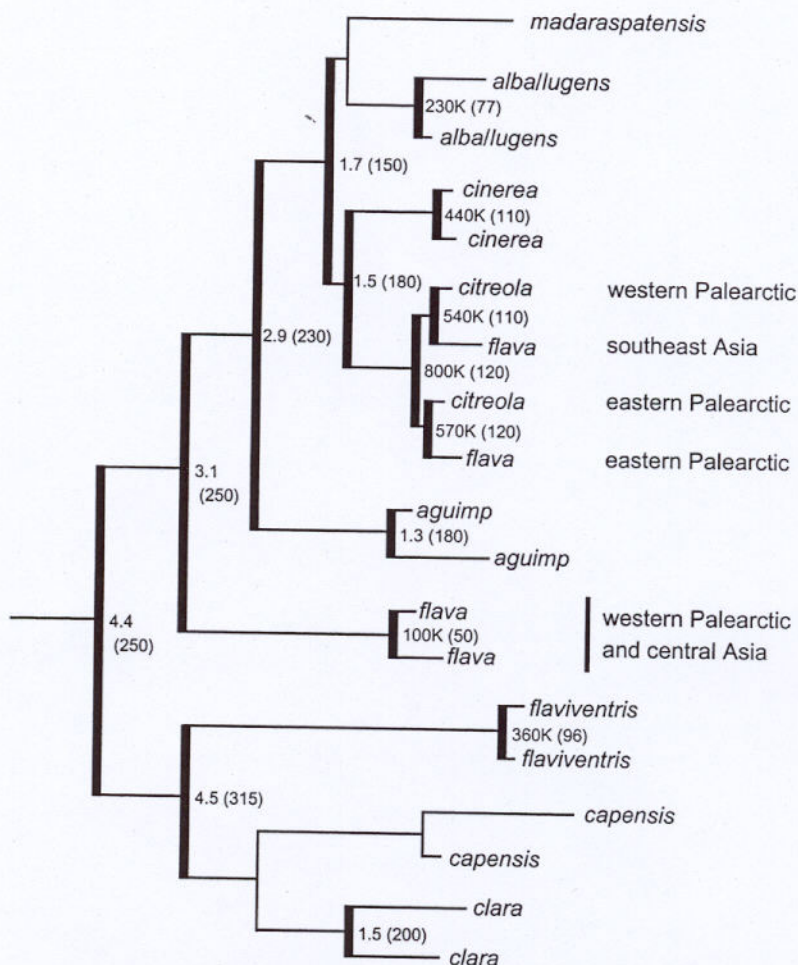 madaraspatensis
alba/lugens
230K (77)
alba/lugens
1.7 (150)
cinerea
440K (110)
cinerea
1.5 (180)
citreola western Palearctic
540K (110)
2.9 (230)
flava southeast Asia
800K (120)
citreola eastern Palearctic
570K (120)
flava eastern Palearctic
3.1
(250)
aguimp
1.3 (180)
aguimp
flava western Palearctic
100K (50) and central Asia
flava
4.4
(250)
flaviventris
360K (96)
flaviventris
4.5 (315)
capensis
capensis
clara
1.5 (200)
clara